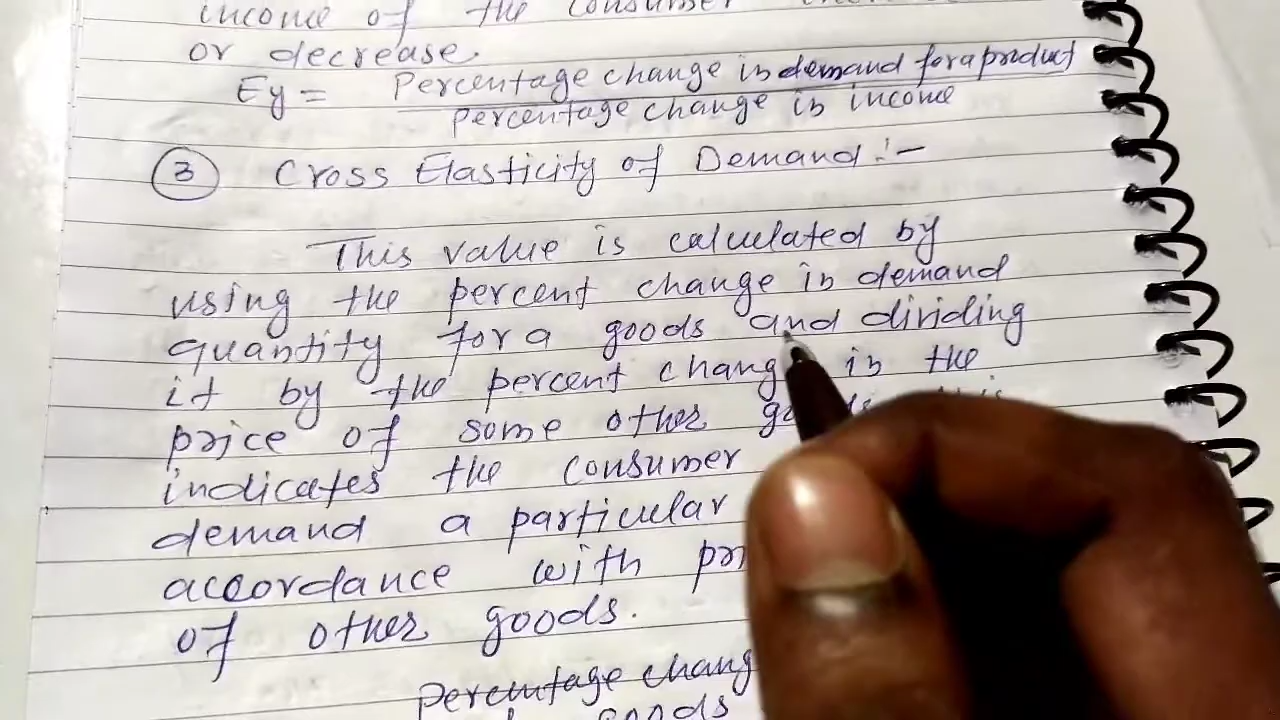 income of the consumer
or decrease.
Ey = Percentage change in demand for a product
percentage change in income
3 Cross Elasticity of Demand :-
This value is calculated by
using the percent change in demand
quantity for a goods and dividing
it by the percent change in the
price of some other
indicates the consumer
demand a particular
accordance with
of other goods.
Percentage
goods